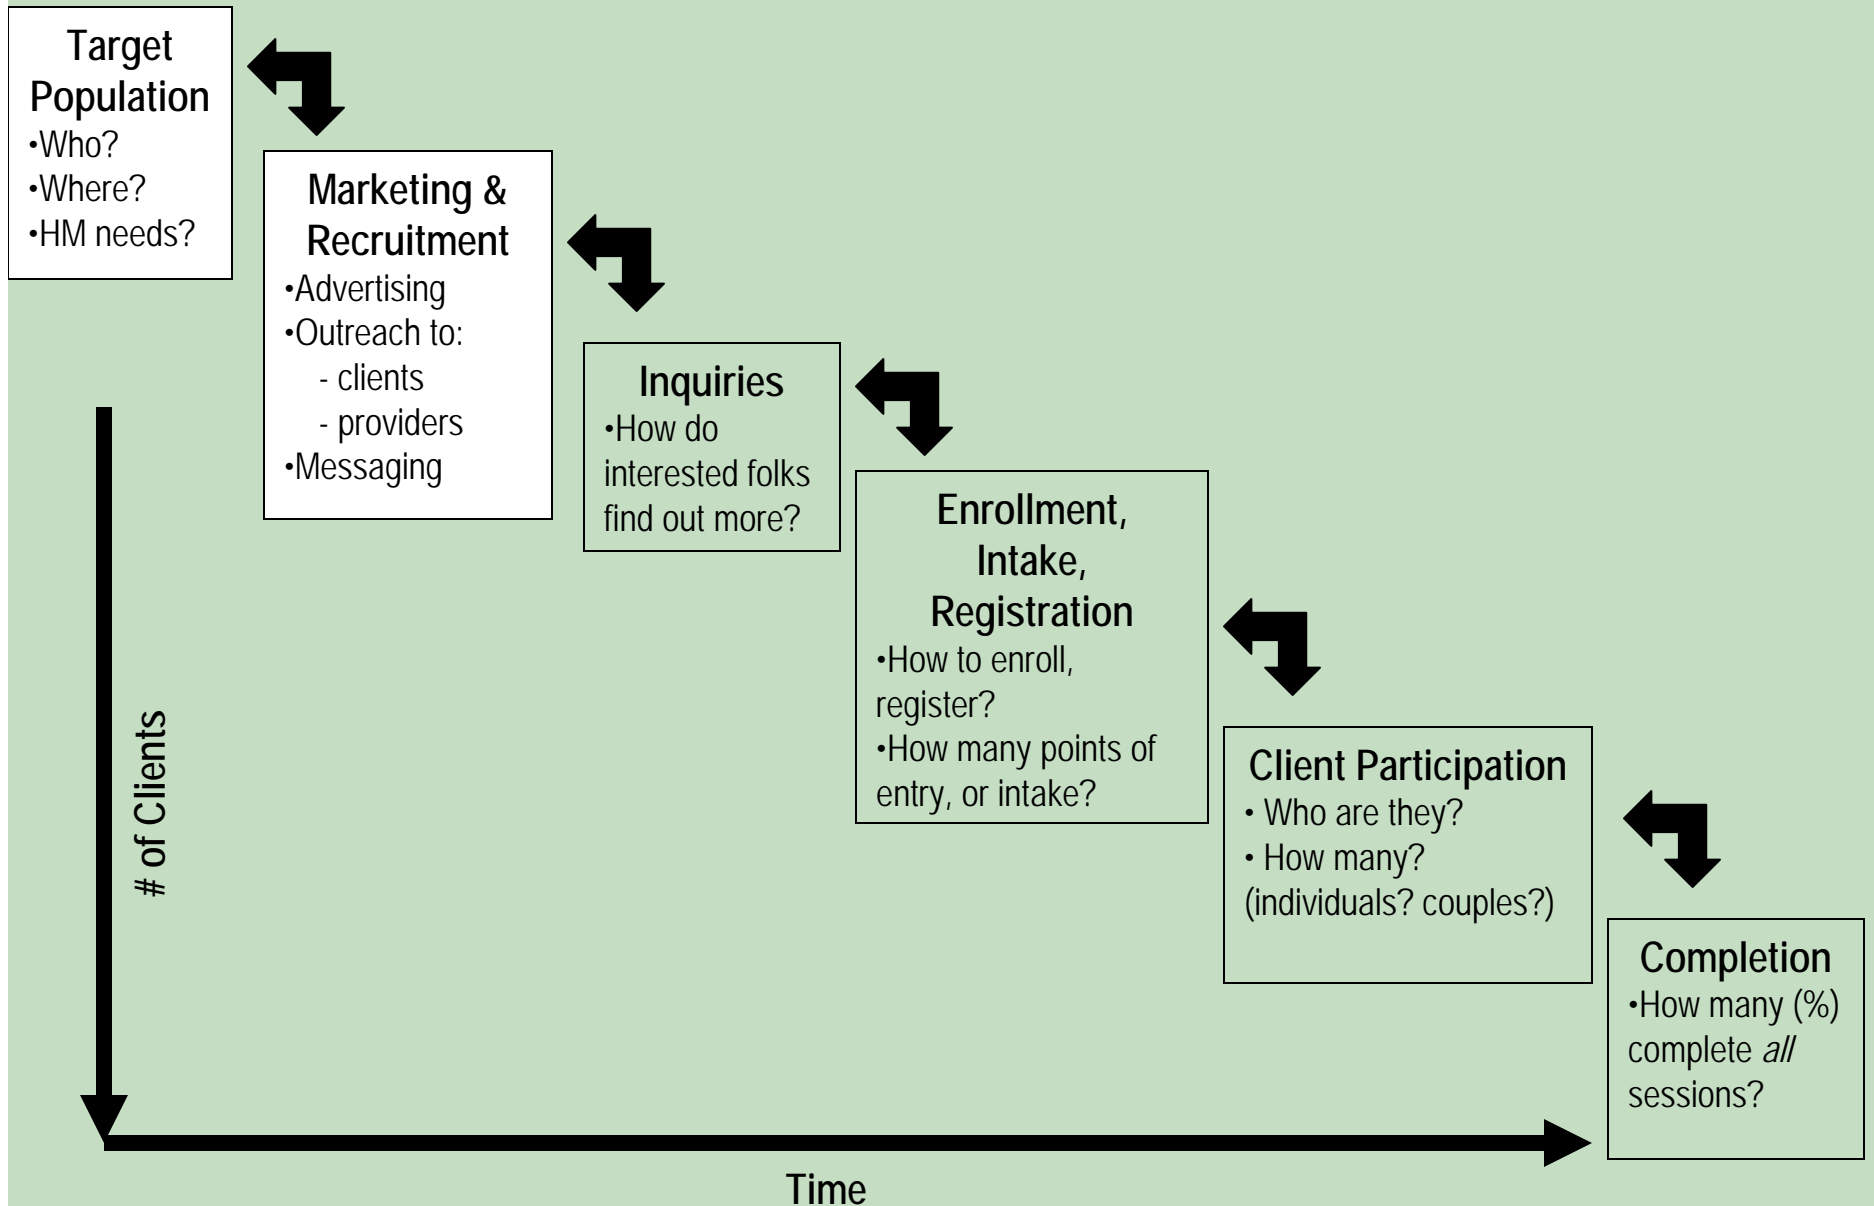 Target
Population
•Who?
•Where?
•HM needs?
Marketing &
Recruitment
•Advertising
•Outreach to:
- clients
- providers
•Messaging
Inquiries
•How do
interested folks
find out more?
Enrollment,
Intake,
Registration
•How to enroll,
register?
•How many points of
entry, or intake?
Client Participation
• Who are they?
• How many?
(individuals? couples?)
Completion
•How many (%)
complete all
sessions?
# of Clients
Time